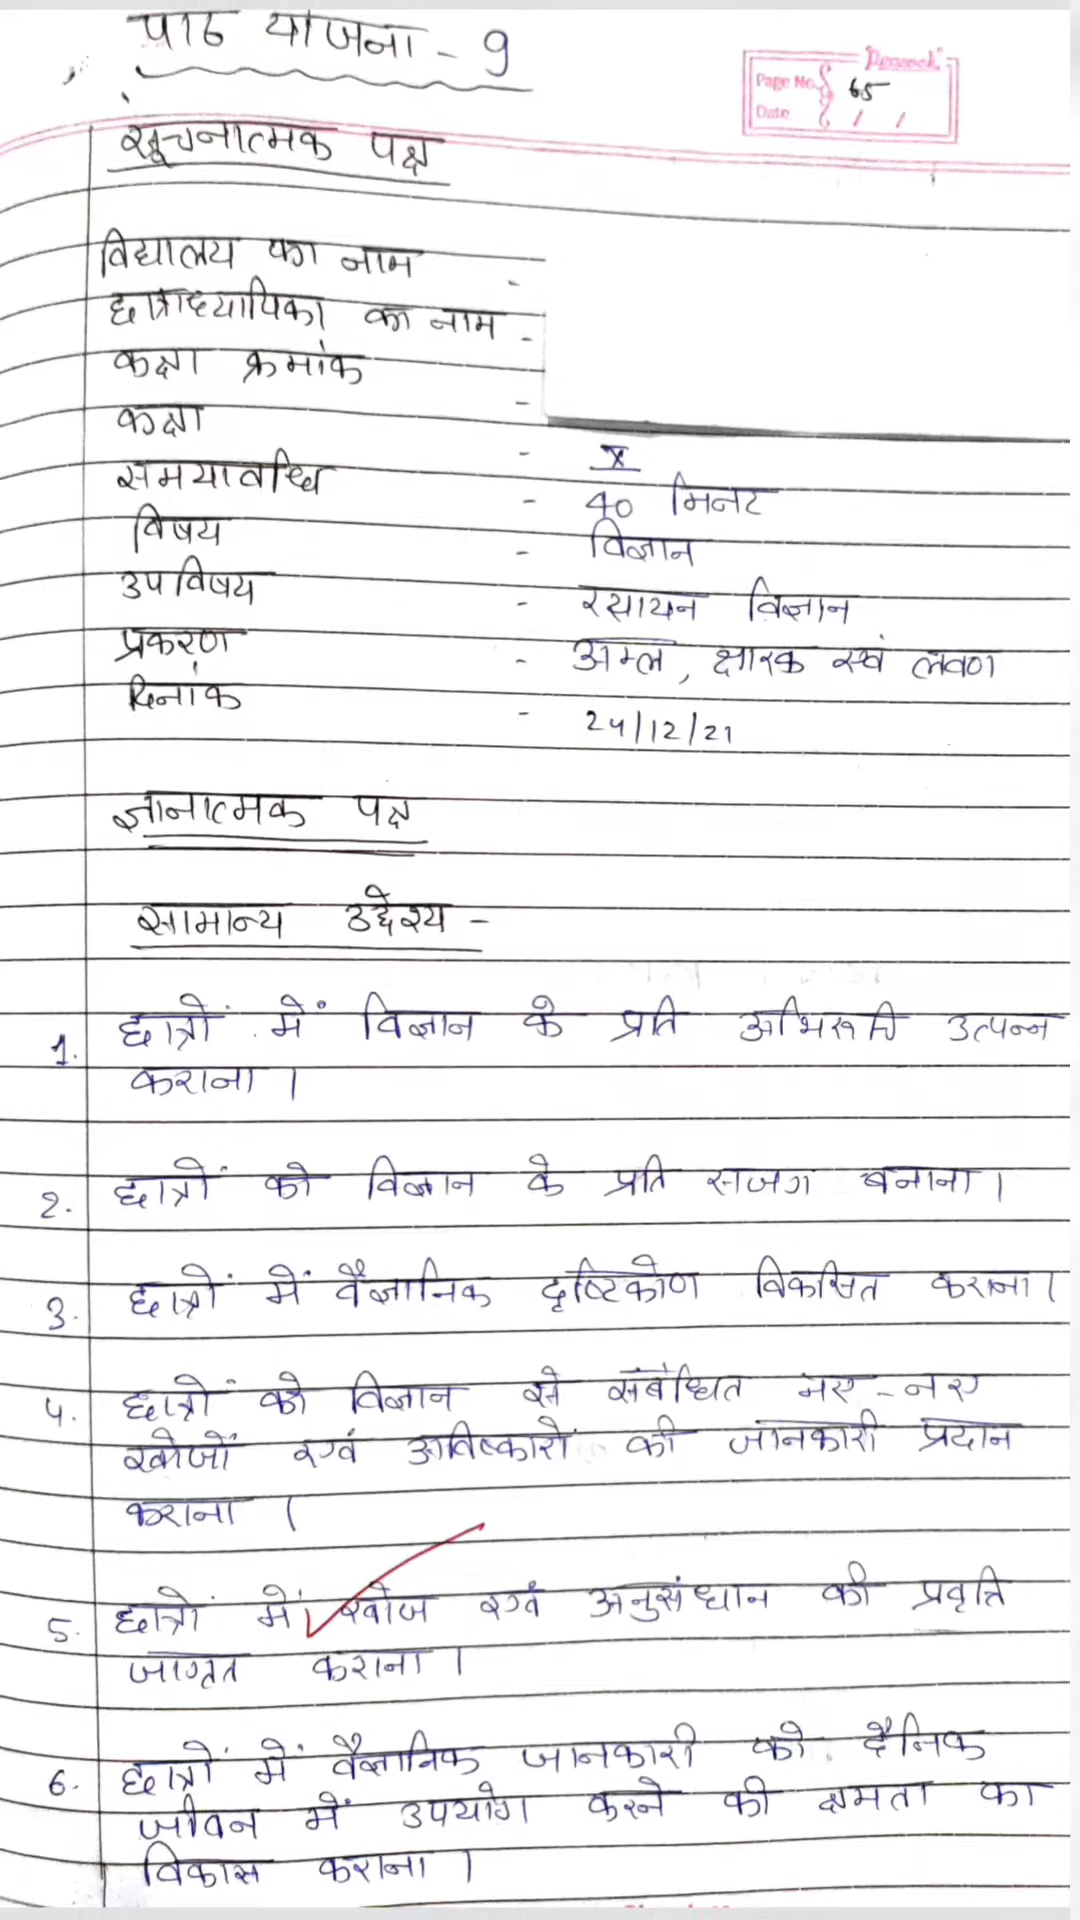 पाठ योजना - 9
Peacock
Page No. 65
Date / /
सूचनात्मक पक्ष
विद्यालय का नाम -
छात्राध्यापिका का नाम -
कक्षा क्रमांक -
कक्षा - X
समयावधि - 40 मिनट
विषय - विज्ञान
उपविषय - रसायन विज्ञान
प्रकरण - अम्ल, क्षारक एवं लवण
दिनांक - 24/12/21
ज्ञानात्मक पक्ष
सामान्य उद्देश्य -
1. छात्रों में विज्ञान के प्रति अभिरुचि उत्पन्न
कराना।
2. छात्रों को विज्ञान के प्रति सजग बनाना।
3. छात्रों में वैज्ञानिक दृष्टिकोण विकसित कराना।
4. छात्रों को विज्ञान से संबंधित नए-नए
खोजों एवं आविष्कारों की जानकारी प्रदान
कराना।
5. छात्रों में खोज एवं अनुसंधान की प्रवृत्ति
जागृत कराना।
6. छात्रों में वैज्ञानिक जानकारी को दैनिक
जीवन में उपयोग करने की क्षमता का
विकास कराना।